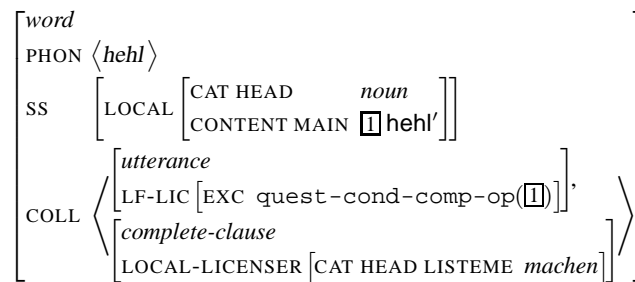 word
PHON ⟨hehl⟩
SS [LOCAL [CAT HEAD noun
CONTENT MAIN [1] hehl′]]
COLL ⟨[utterance
LF-LIC [EXC quest-cond-comp-op([1])]],
[complete-clause
LOCAL-LICENSER [CAT HEAD LISTEME machen]]⟩